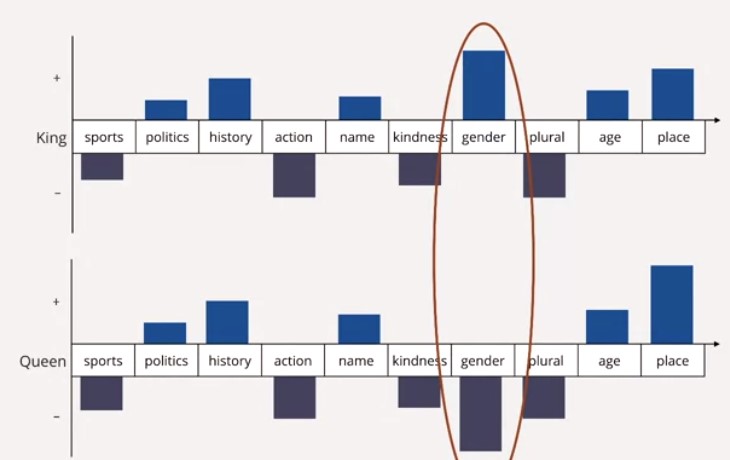 +
King sports politics history action name kindness gender plural age place
–
+
Queen sports politics history action name kindness gender plural age place
–